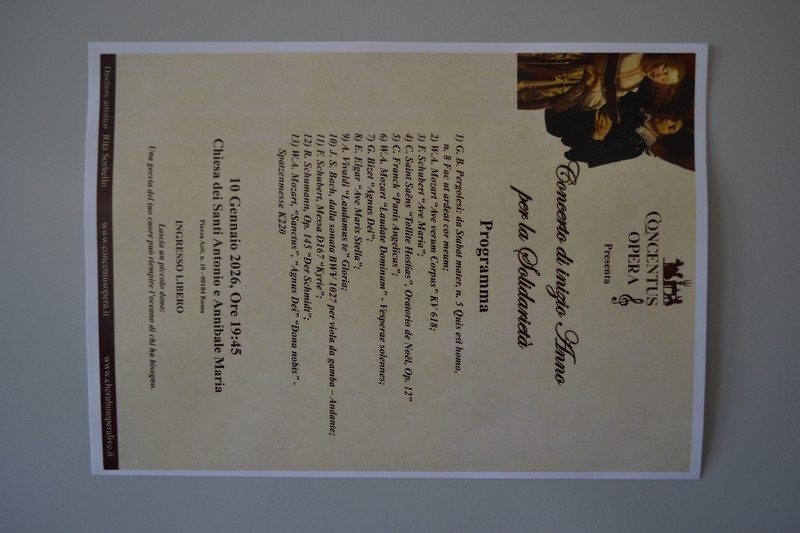 CONCENTUS
OPERA
Presenta
Concerto di inizio Anno
per la Solidarietà
Programma
1) G. B. Pergolesi: da Stabat mater, n. 5 Quis est homo,
n. 8 Fac ut ardeat cor meum;
2) W.A. Mozart "Ave verum Corpus" KV 618;
3) F. Schubert "Ave Maria";
4) C. Saint Saëns "Tollite Hostias", Oratorio de Noël, Op. 12"
5) C. Franck "Panis Angelicus";
6) W.A. Mozart "Laudate Dominum" - Vesperae solennes;
7) G. Bizet "Agnus Dei";
8) E. Elgar "Ave Maris Stella";
9) A. Vivaldi "Laudamus te" Gloria;
10) J. S. Bach, dalla sonata BWV 1027 per viola da gamba – Andante;
11) F. Schubert, Messa D167 "Kyrie";
12) R. Schumann, Op. 145 "Der Schmidt";
13) W.A. Mozart, "Sanctus", "Agnus Dei" "Dona nobis" -
Spatzenmesse K220
10 Gennaio 2026, Ore 19:45
Chiesa dei Santi Antonio e Annibale Maria
Piazza Asti, n. 10 - 00184 Roma
INGRESSO LIBERO
Lascia un piccolo dono:
Una goccia del tuo cuore può riempire l'oceano di chi ha bisogno.
Direttore artistico Rita Sorbello www.concentusopera.it www.cherubinoperalive.it